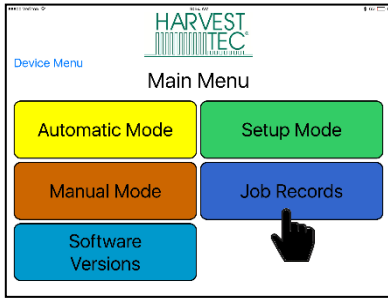 HARVEST
TEC
Device Menu
Main Menu
Automatic Mode
Setup Mode
Manual Mode
Job Records
Software
Versions